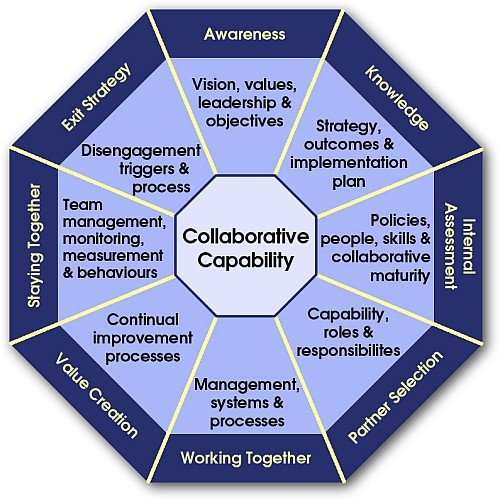 Awareness
Vision, values,
leadership &
objectives
Knowledge
Strategy,
outcomes &
implementation
plan
Internal
Assessment
Policies,
people, skills &
collaborative
maturity
Partner Selection
Capability,
roles &
responsibilites
Working Together
Management,
systems &
processes
Value Creation
Continual
improvement
processes
Staying Together
Team
management,
monitoring,
measurement
& behaviours
Exit Strategy
Disengagement
triggers &
process
Collaborative
Capability